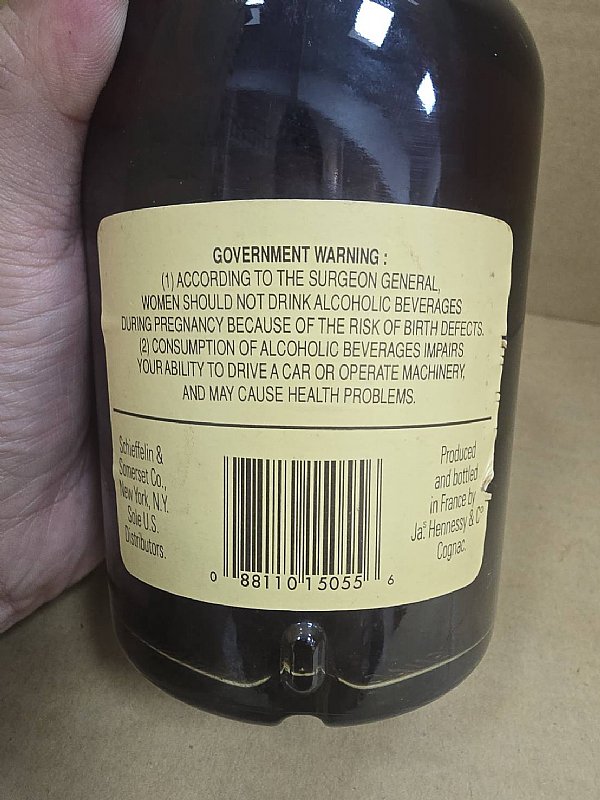 GOVERNMENT WARNING :
(1) ACCORDING TO THE SURGEON GENERAL,
WOMEN SHOULD NOT DRINK ALCOHOLIC BEVERAGES
DURING PREGNANCY BECAUSE OF THE RISK OF BIRTH DEFECTS.
(2) CONSUMPTION OF ALCOHOLIC BEVERAGES IMPAIRS
YOUR ABILITY TO DRIVE A CAR OR OPERATE MACHINERY,
AND MAY CAUSE HEALTH PROBLEMS.
Schieffelin &
Somerset Co.,
New York, N.Y.
Sole U.S.
Distributors.
0 88110 15055 6
Produced
and bottled
in France by
Jas Hennessy & Co
Cognac.